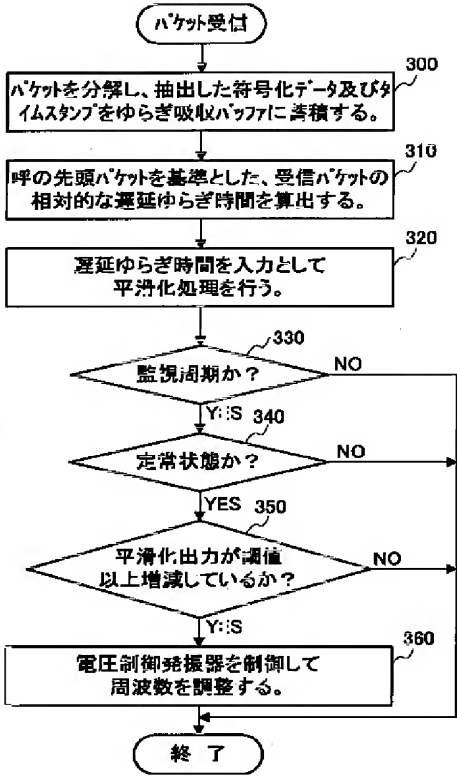 パケット受信
300
パケットを分解し、抽出した符号化データ及びタ
イムスタンプをゆらぎ吸収バッファに蓄積する。
310
呼の先頭パケットを基準とした、受信パケットの
相対的な遅延ゆらぎ時間を算出する。
320
遅延ゆらぎ時間を入力として
平滑化処理を行う。
330
監視周期か？
NO
YES
340
定常状態か？
NO
YES
350
平滑化出力が閾値
以上増減しているか？
NO
YES
360
電圧制御発振器を制御して
周波数を調整する。
終了